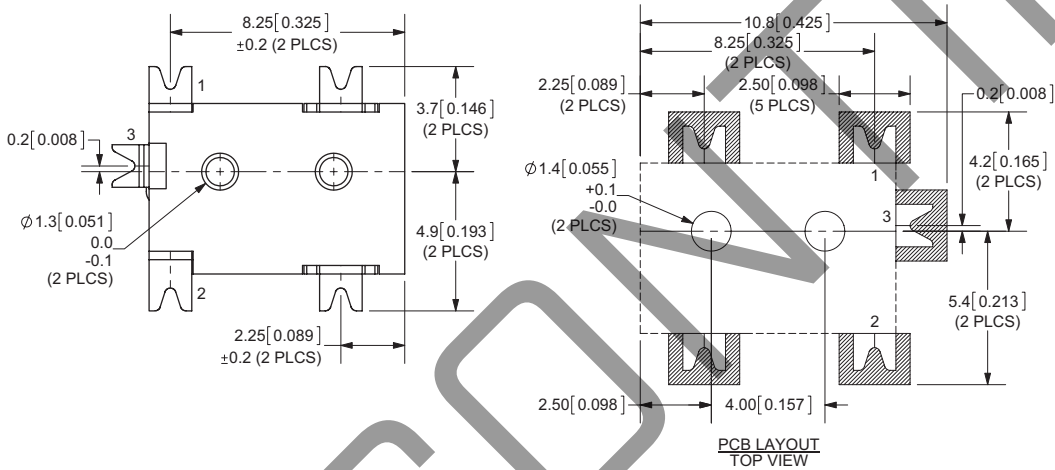 8.25[0.325]
±0.2 (2 PLCS)
1
3.7[0.146]
(2 PLCS)
0.2[0.008]
3
Ø1.3[0.051]
0.0
-0.1
(2 PLCS)
4.9[0.193]
(2 PLCS)
2
2.25[0.089]
±0.2 (2 PLCS)
10.8[0.425]
8.25[0.325]
(2 PLCS)
2.25[0.089]
(2 PLCS)
2.50[0.098]
(5 PLCS)
0.2[0.008]
4.2[0.165]
(2 PLCS)
Ø1.4[0.055]
+0.1
-0.0
(2 PLCS)
1
3
5.4[0.213]
(2 PLCS)
2
2.50[0.098]
4.00[0.157]
PCB LAYOUT
TOP VIEW